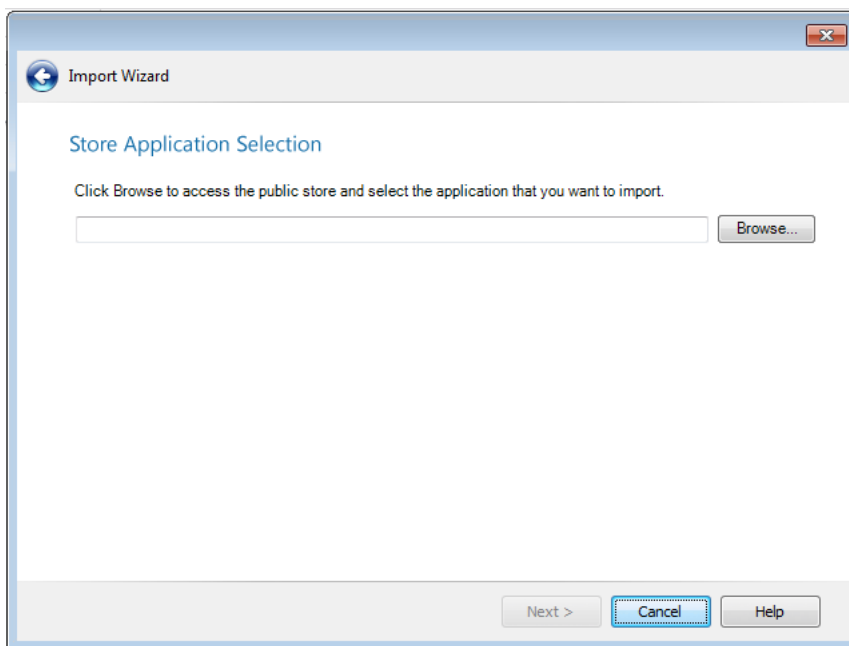 Import Wizard
Store Application Selection
Click Browse to access the public store and select the application that you want to import.
Browse...
Next >
Cancel
Help